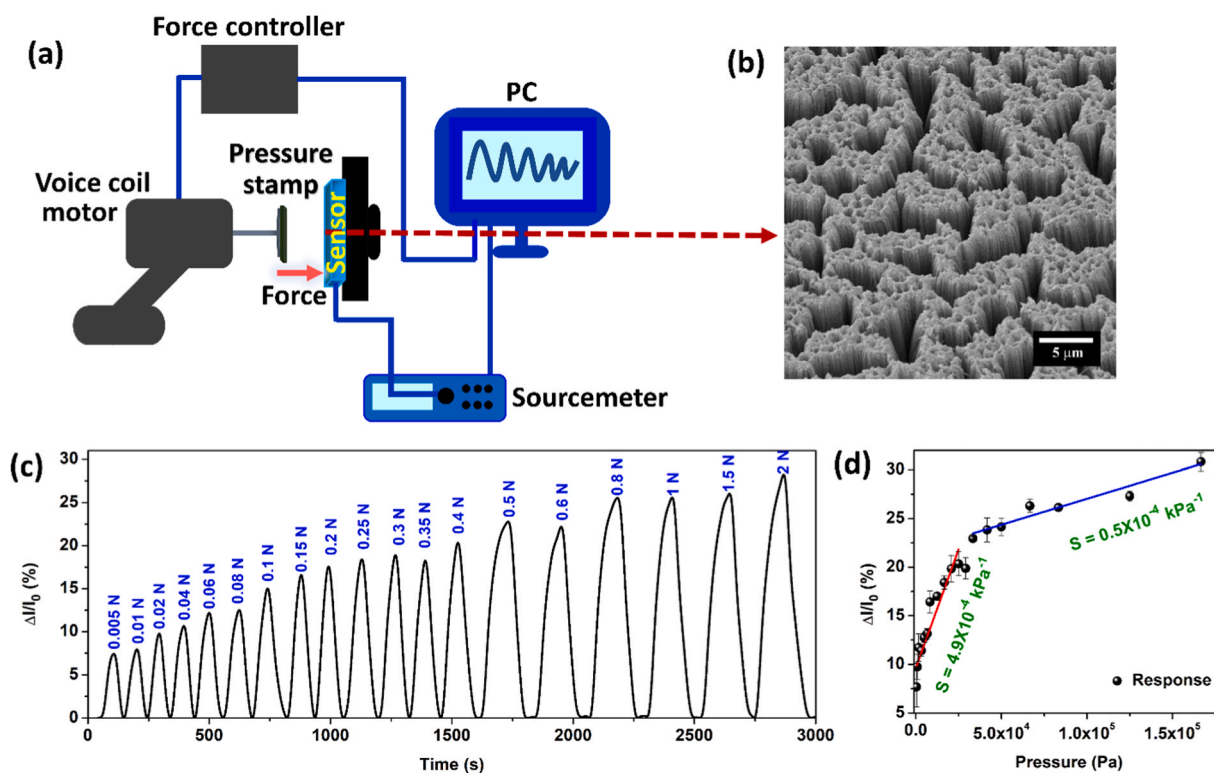 (a)
Force controller
PC
Pressure
stamp
Voice coil
motor
Sensor
Force
Sourcemeter
(b)
5 µm
(c)
ΔI/I₀ (%)
30
25
20
15
10
5
0
0.005 N
0.01 N
0.02 N
0.04 N
0.06 N
0.08 N
0.1 N
0.15 N
0.2 N
0.25 N
0.3 N
0.35 N
0.4 N
0.5 N
0.6 N
0.8 N
1 N
1.5 N
2 N
0 500 1000 1500 2000 2500 3000
Time (s)
(d)
ΔI/I₀ (%)
30
25
20
15
10
5
S = 4.9X10⁻⁴ kPa⁻¹
S = 0.5X10⁻⁴ kPa⁻¹
Response
0.0 5.0x10⁴ 1.0x10⁵ 1.5x10⁵
Pressure (Pa)